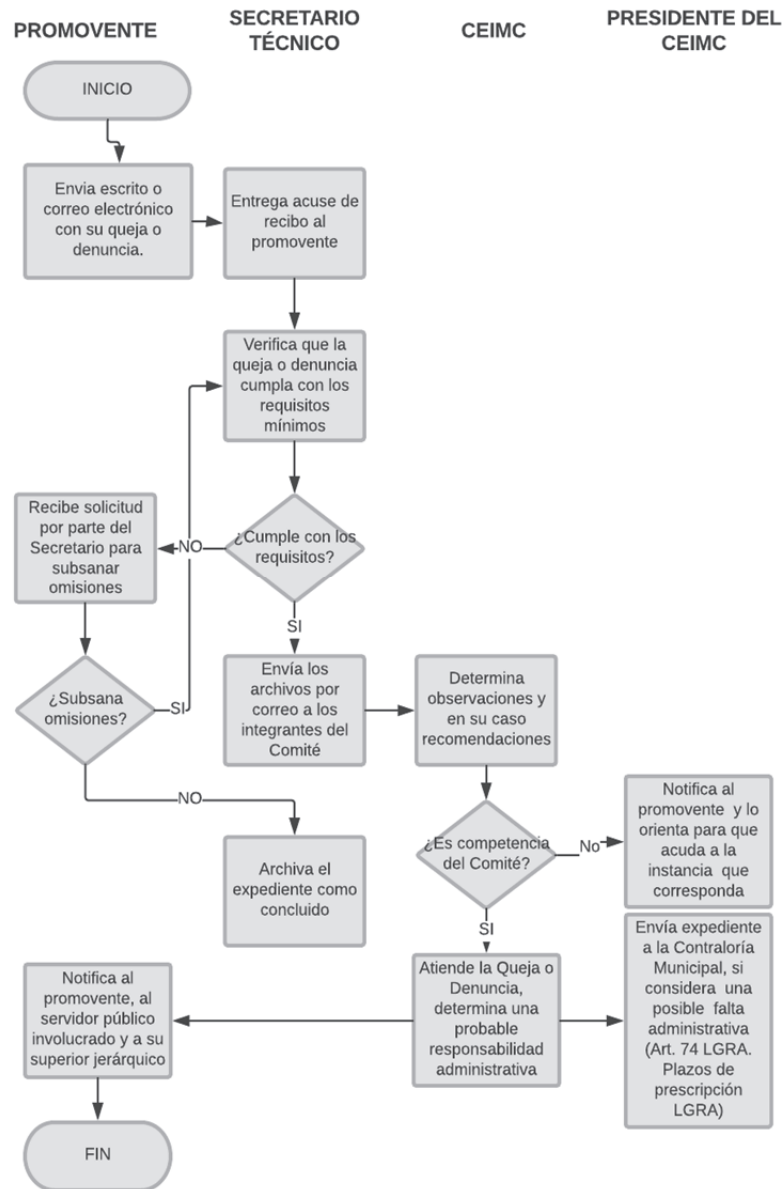 PROMOVENTE
SECRETARIO
TÉCNICO
CEIMC
PRESIDENTE DEL
CEIMC
INICIO
Envia escrito o
correo electrónico
con su queja o
denuncia.
Entrega acuse de
recibo al
promovente
Verifica que la
queja o denuncia
cumpla con los
requisitos
mínimos
¿Cumple con los
requisitos?
NO
Recibe solicitud
por parte del
Secretario para
subsanar
omisiones
SI
¿Subsana
omisiones?
SI
Envía los
archivos por
correo a los
integrantes del
Comité
Determina
observaciones y
en su caso
recomendaciones
NO
Archiva el
expediente como
concluido
¿Es competencia
del Comité?
No
Notifica al
promovente y lo
orienta para que
acuda a la
instancia que
corresponda
SI
Atiende la Queja o
Denuncia,
determina una
probable
responsabilidad
administrativa
Envía expediente
a la Contraloría
Municipal, si
considera una
posible falta
administrativa
(Art. 74 LGRA.
Plazos de
prescripción
LGRA)
Notifica al
promovente, al
servidor público
involucrado y a su
superior jerárquico
FIN